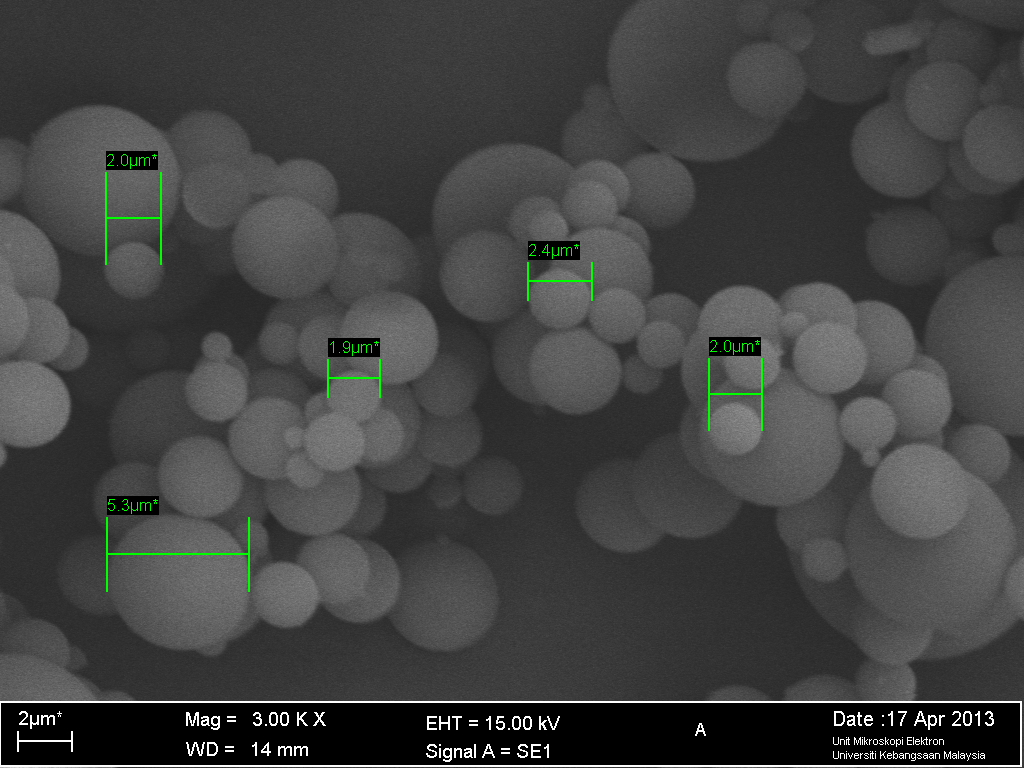 2.0µm*
2.4µm*
1.9µm*
2.0µm*
5.3µm*
2µm*
Mag = 3.00 K X
WD = 14 mm
EHT = 15.00 kV
Signal A = SE1
A
Date :17 Apr 2013
Unit Mikroskopi Elektron
Universiti Kebangsaan Malaysia